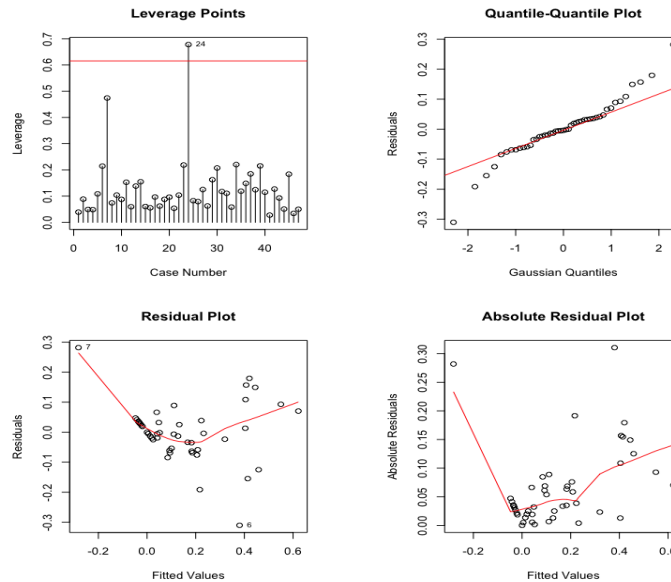 Leverage Points
0.7
0.6
0.5
0.4
0.3
0.2
0.1
0.0
Leverage
24
0 10 20 30 40
Case Number
Quantile-Quantile Plot
0.3
0.2
0.1
0.0
-0.1
-0.2
-0.3
Residuals
-2 -1 0 1 2
Gaussian Quantiles
Residual Plot
0.3
0.2
0.1
0.0
-0.1
-0.2
-0.3
Residuals
7
6
-0.2 0.0 0.2 0.4 0.6
Fitted Values
Absolute Residual Plot
0.30
0.25
0.20
0.15
0.10
0.05
0.00
Absolute Residuals
-0.2 0.0 0.2 0.4
Fitted Values